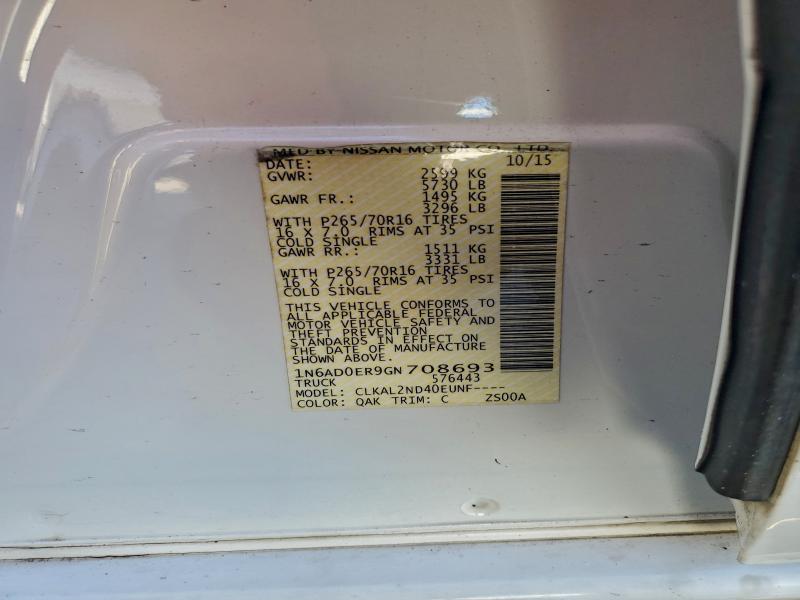 MFD BY NISSAN MOTOR CO., LTD.
DATE: 10/15
GVWR: 2599 KG
5730 LB
GAWR FR.: 1495 KG
3296 LB
WITH P265/70R16 TIRES
16 X 7.0 RIMS AT 35 PSI
COLD SINGLE
GAWR RR.: 1511 KG
3331 LB
WITH P265/70R16 TIRES
16 X 7.0 RIMS AT 35 PSI
COLD SINGLE
THIS VEHICLE CONFORMS TO
ALL APPLICABLE FEDERAL
MOTOR VEHICLE SAFETY AND
THEFT PREVENTION
STANDARDS IN EFFECT ON
THE DATE OF MANUFACTURE
SHOWN ABOVE.
1N6AD0ER9GN708693
TRUCK 576443
MODEL: CLKAL2ND40EUNF----
COLOR: QAK TRIM: C ZS00A